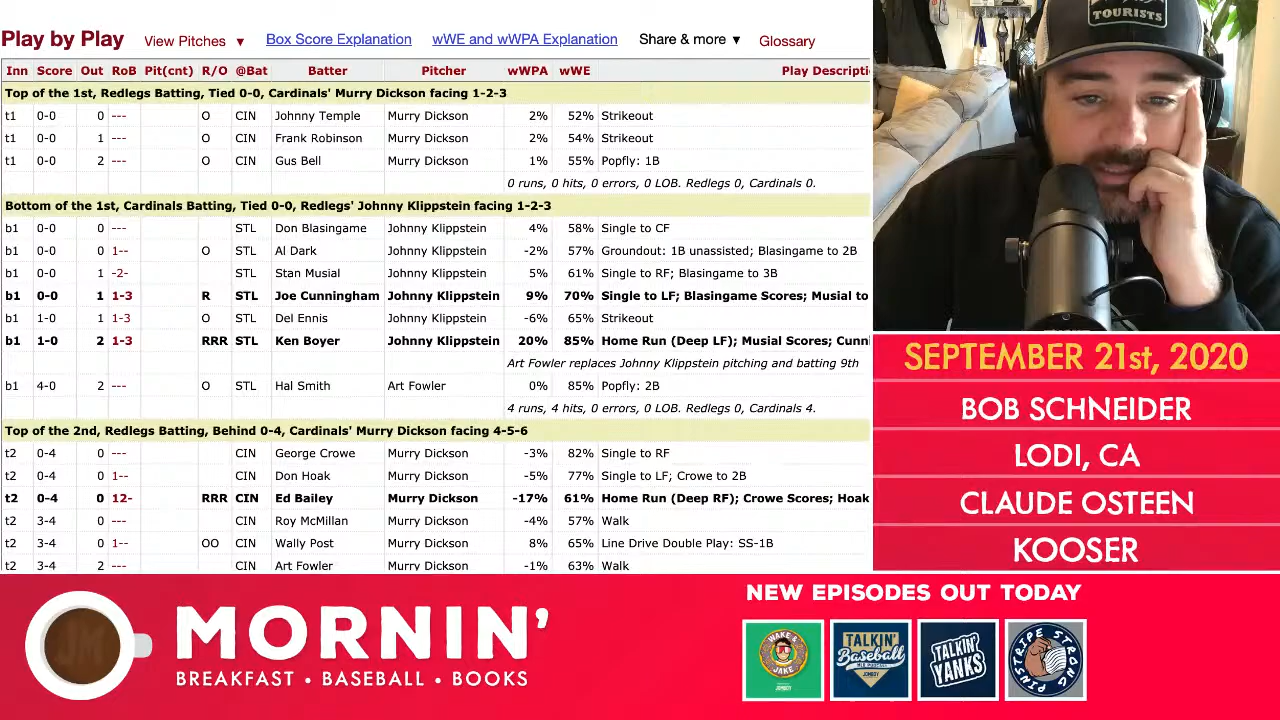 Play by Play View Pitches ▼ Box Score Explanation wWE and wWPA Explanation Share & more ▼ Glossary
Inn Score Out RoB Pit(cnt) R/O @Bat Batter Pitcher wWPA wWE Play Descripti
Top of the 1st, Redlegs Batting, Tied 0-0, Cardinals' Murry Dickson facing 1-2-3
t1 0-0 0 --- O CIN Johnny Temple Murry Dickson 2% 52% Strikeout
t1 0-0 1 --- O CIN Frank Robinson Murry Dickson 2% 54% Strikeout
t1 0-0 2 --- O CIN Gus Bell Murry Dickson 1% 55% Popfly: 1B
0 runs, 0 hits, 0 errors, 0 LOB. Redlegs 0, Cardinals 0.
Bottom of the 1st, Cardinals Batting, Tied 0-0, Redlegs' Johnny Klippstein facing 1-2-3
b1 0-0 0 --- STL Don Blasingame Johnny Klippstein 4% 58% Single to CF
b1 0-0 0 1-- O STL Al Dark Johnny Klippstein -2% 57% Groundout: 1B unassisted; Blasingame to 2B
b1 0-0 1 -2- STL Stan Musial Johnny Klippstein 5% 61% Single to RF; Blasingame to 3B
b1 0-0 1 1-3 R STL Joe Cunningham Johnny Klippstein 9% 70% Single to LF; Blasingame Scores; Musial to
b1 1-0 1 1-3 O STL Del Ennis Johnny Klippstein -6% 65% Strikeout
b1 1-0 2 1-3 RRR STL Ken Boyer Johnny Klippstein 20% 85% Home Run (Deep LF); Musial Scores; Cunni
Art Fowler replaces Johnny Klippstein pitching and batting 9th
b1 4-0 2 --- O STL Hal Smith Art Fowler 0% 85% Popfly: 2B
4 runs, 4 hits, 0 errors, 0 LOB. Redlegs 0, Cardinals 4.
Top of the 2nd, Redlegs Batting, Behind 0-4, Cardinals' Murry Dickson facing 4-5-6
t2 0-4 0 --- CIN George Crowe Murry Dickson -3% 82% Single to RF
t2 0-4 0 1-- CIN Don Hoak Murry Dickson -5% 77% Single to LF; Crowe to 2B
t2 0-4 0 12- RRR CIN Ed Bailey Murry Dickson -17% 61% Home Run (Deep RF); Crowe Scores; Hoak
t2 3-4 0 --- CIN Roy McMillan Murry Dickson -4% 57% Walk
t2 3-4 0 1-- OO CIN Wally Post Murry Dickson 8% 65% Line Drive Double Play: SS-1B
t2 3-4 2 --- CIN Art Fowler Murry Dickson -1% 63% Walk
TOURISTS
SEPTEMBER 21st, 2020
BOB SCHNEIDER
LODI, CA
CLAUDE OSTEEN
KOOSER
JM
MORNIN'
BREAKFAST • BASEBALL • BOOKS
NEW EPISODES OUT TODAY
WAKE & JAKE
TALKIN' Baseball
TALKIN' YANKS
PINSTRIPE STRONG